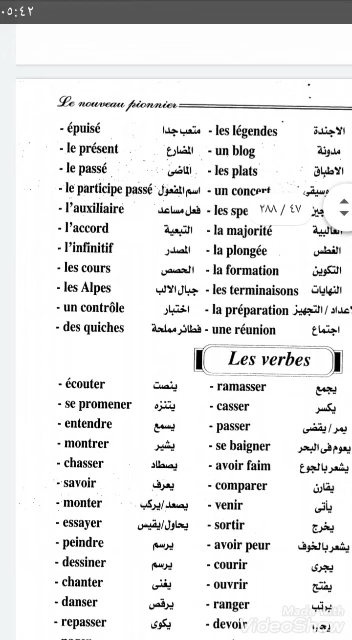 ٠٥:٤٢
Le nouveau pionnier
- épuisé متعب جدا - les légendes الاجندة
- le présent المضارع - un blog مدونة
- le passé الماضى - les plats الاطباق
- le participe passé اسم المفعول - un concert
- l'auxiliaire فعل مساعد - les spe ٤٧ / ٢٨٨
- l'accord التبعية - la majorité
- l'infinitif المصدر - la plongée الغطس
- les cours الحصص - la formation التكوين
- les Alpes جبال الالب - les terminaisons النهايات
- un contrôle اختبار - la préparation الاعداد / التجهيز
- des quiches فطائر مملحة - une réunion اجتماع
Les verbes
- écouter ينصت - ramasser يجمع
- se promener يتنزه - casser يكسر
- entendre يسمع - passer يمر/يقضى
- montrer يشير - se baigner يعوم فى البحر
- chasser يصطاد - avoir faim يشعر بالجوع
- savoir يعرف - comparer يقارن
- monter يصعد/يركب - venir يأتى
- essayer يحاول/يقيس - sortir يخرج
- peindre يرسم - avoir peur يشعر بالخوف
- dessiner يرسم - courir يجرى
- chanter يغنى - ouvrir يفتح
- danser يرقص - ranger يرتب
- repasser يكوى - devoir
Made with
VideoShow